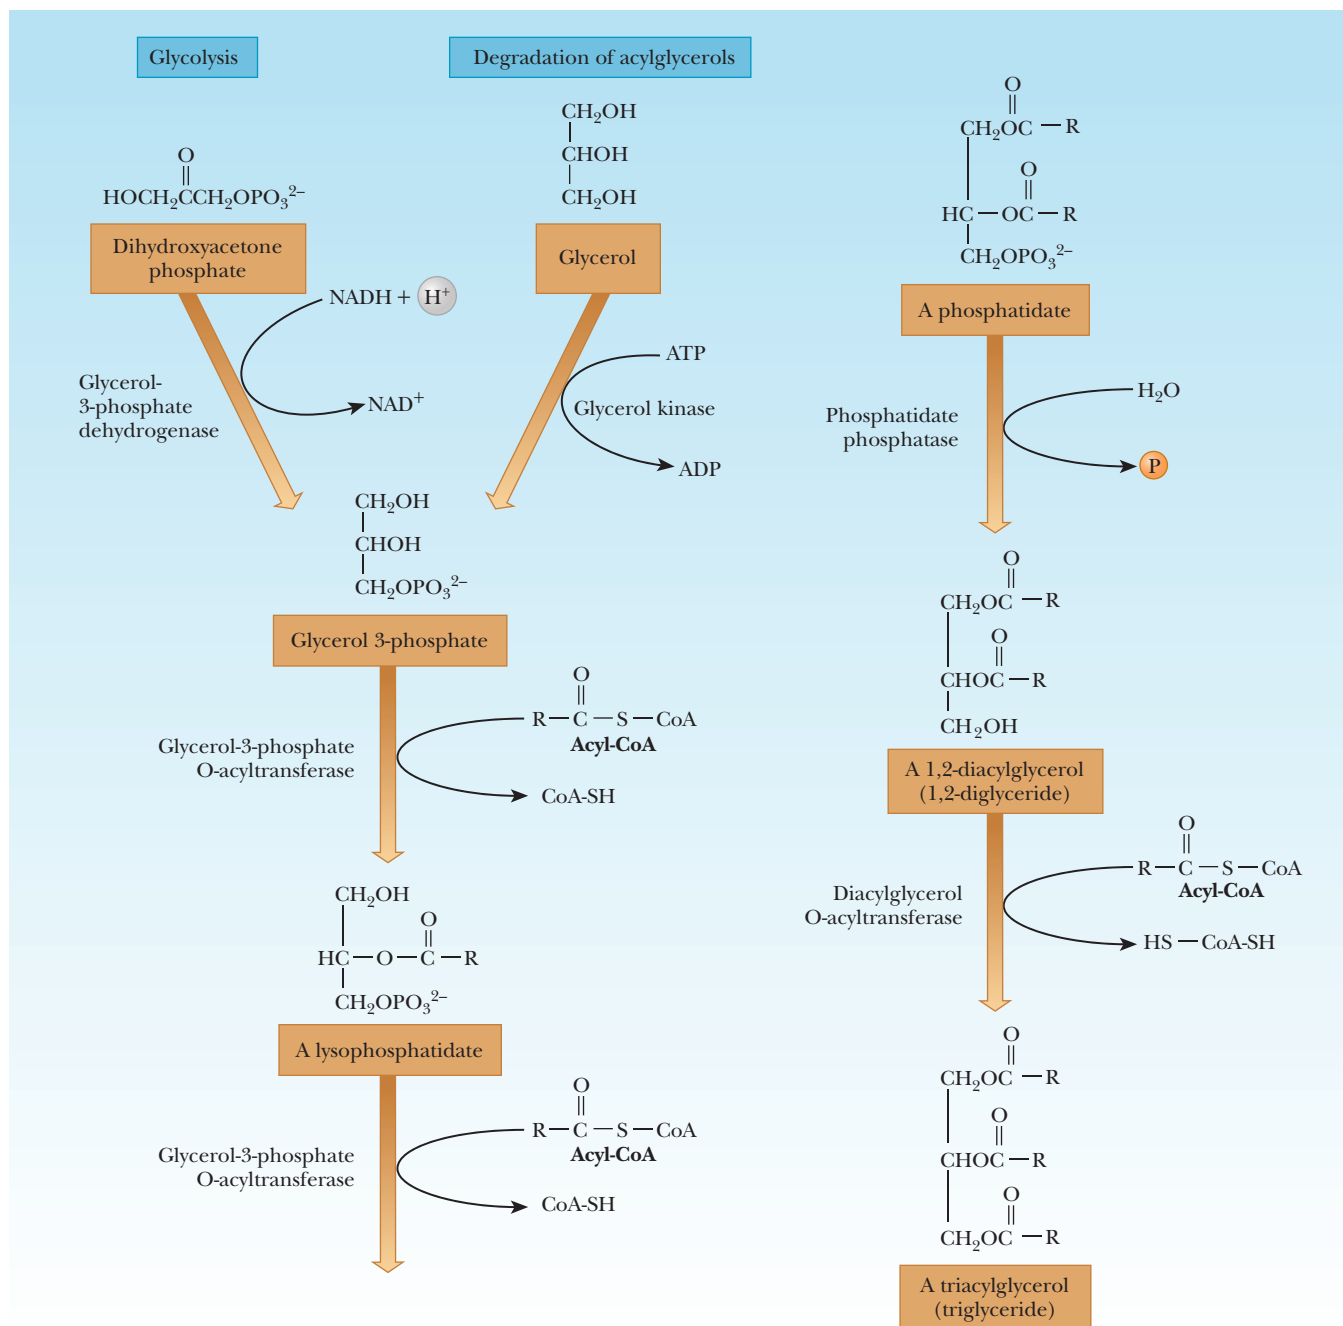 Glycolysis
Degradation of acylglycerols
O
HOCH₂CCH₂OPO₃²⁻
Dihydroxyacetone
phosphate
CH₂OH
CHOH
CH₂OH
Glycerol
NADH + H⁺
NAD⁺
Glycerol-
3-phosphate
dehydrogenase
ATP
Glycerol kinase
ADP
CH₂OH
CHOH
CH₂OPO₃²⁻
Glycerol 3-phosphate
O
R—C—S—CoA
Acyl-CoA
Glycerol-3-phosphate
O-acyltransferase
CoA-SH
CH₂OH
O
HC—O—C—R
CH₂OPO₃²⁻
A lysophosphatidate
O
R—C—S—CoA
Acyl-CoA
Glycerol-3-phosphate
O-acyltransferase
CoA-SH
O
CH₂OC—R
O
HC—OC—R
CH₂OPO₃²⁻
A phosphatidate
H₂O
Phosphatidate
phosphatase
P
O
CH₂OC—R
O
CHOC—R
CH₂OH
A 1,2-diacylglycerol
(1,2-diglyceride)
O
R—C—S—CoA
Acyl-CoA
Diacylglycerol
O-acyltransferase
HS—CoA-SH
O
CH₂OC—R
O
CHOC—R
O
CH₂OC—R
A triacylglycerol
(triglyceride)